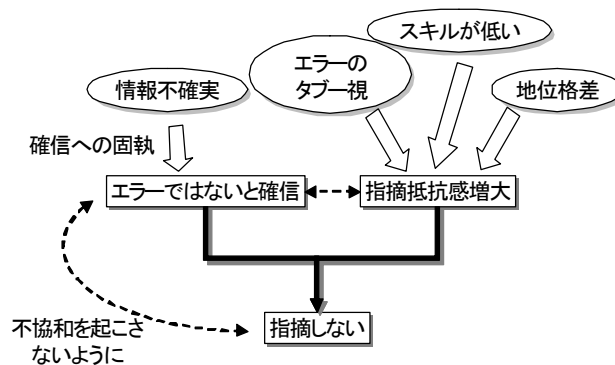 スキルが低い
エラーの
タブー視
情報不確実
地位格差
確信への固執
エラーではないと確信
指摘抵抗感増大
指摘しない
不協和を起こさ
ないように